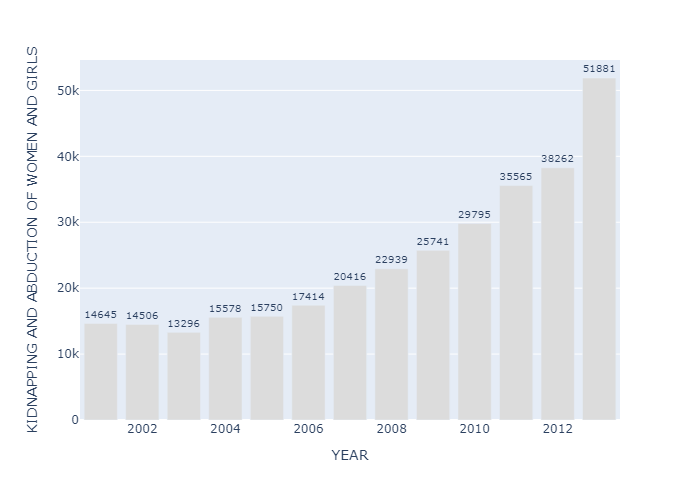 KIDNAPPING AND ABDUCTION OF WOMEN AND GIRLS
50k
40k
30k
20k
10k
0
14645
14506
13296
15578
15750
17414
20416
22939
25741
29795
35565
38262
51881
2002
2004
2006
2008
2010
2012
YEAR